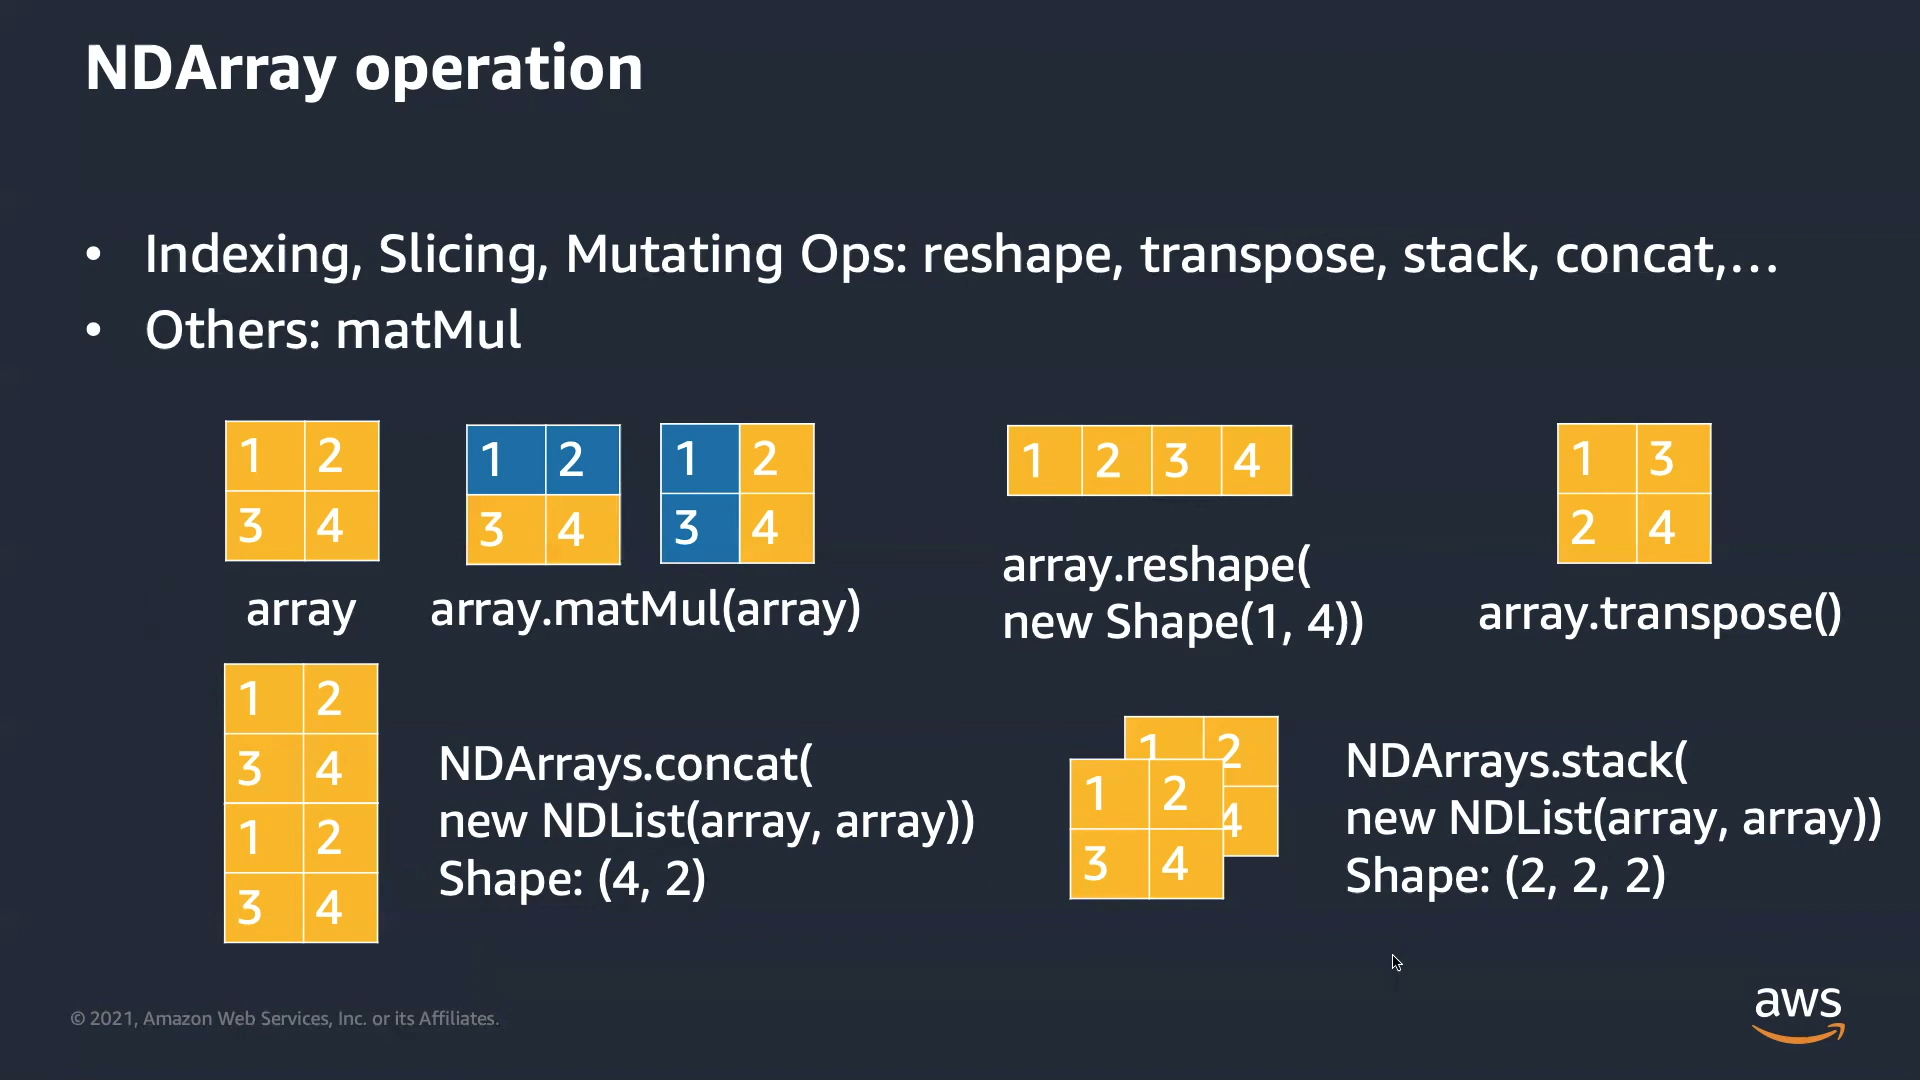 NDArray operation
• Indexing, Slicing, Mutating Ops: reshape, transpose, stack, concat,...
• Others: matMul
1 2
3 4
array
1 2
3 4
1 2
3 4
array.matMul(array)
1 2 3 4
array.reshape(
new Shape(1, 4))
1 3
2 4
array.transpose()
1 2
3 4
1 2
3 4
NDArrays.concat(
new NDList(array, array))
Shape: (4, 2)
1 2
4
1 2
3 4
NDArrays.stack(
new NDList(array, array))
Shape: (2, 2, 2)
© 2021, Amazon Web Services, Inc. or its Affiliates.
aws